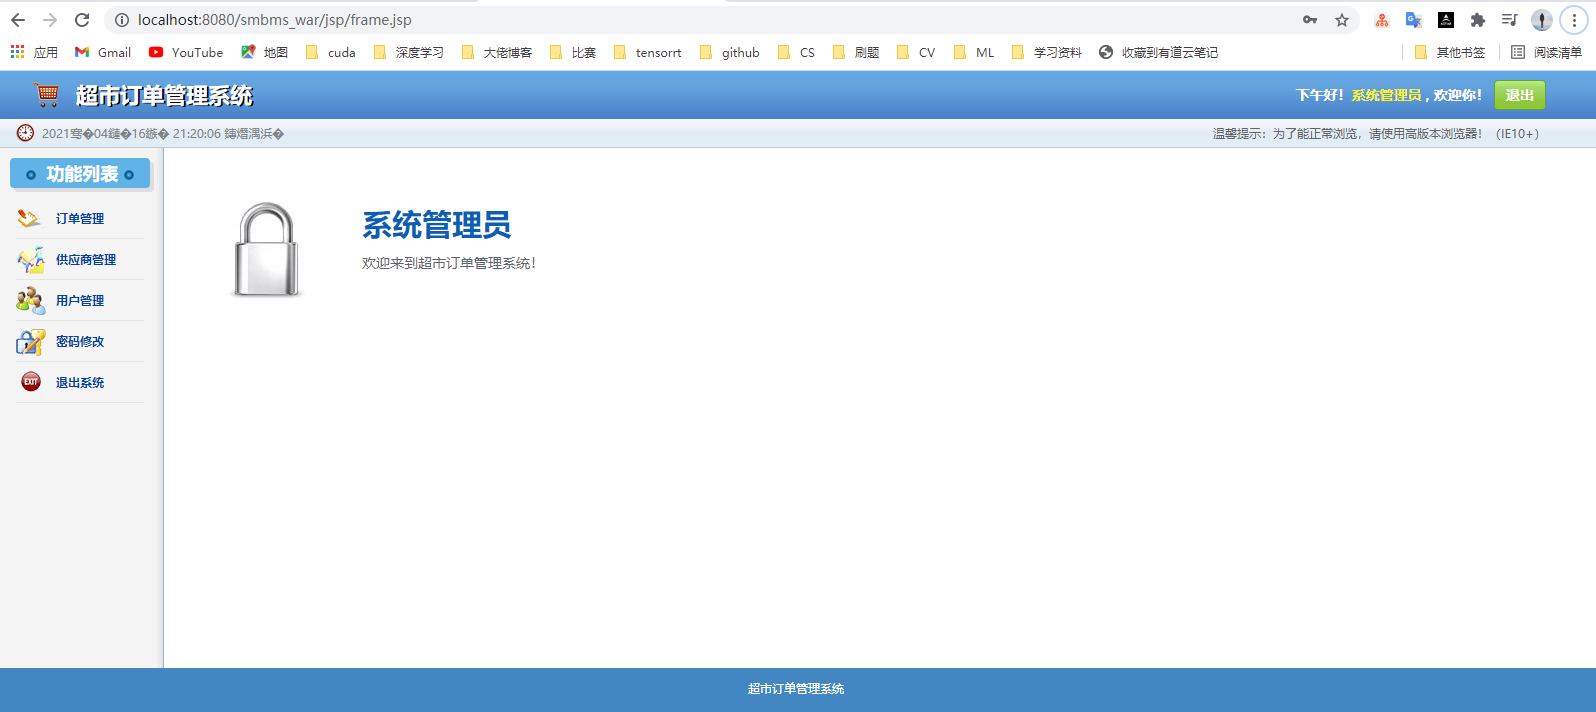 localhost:8080/smbms_war/jsp/frame.jsp
应用 Gmail YouTube 地图 cuda 深度学习 大佬博客 比赛 tensorrt github CS 刷题 CV ML 学习资料 收藏到有道云笔记 其他书签 阅读清单
超市订单管理系统
下午好！系统管理员 , 欢迎你！ 退出
2021骞�04鏈�16鏃� 21:20:06 鏄熸湡浜�
温馨提示：为了能正常浏览，请使用高版本浏览器！（IE10+）
功能列表
订单管理
供应商管理
用户管理
密码修改
EXIT 退出系统
系统管理员
欢迎来到超市订单管理系统!
超市订单管理系统